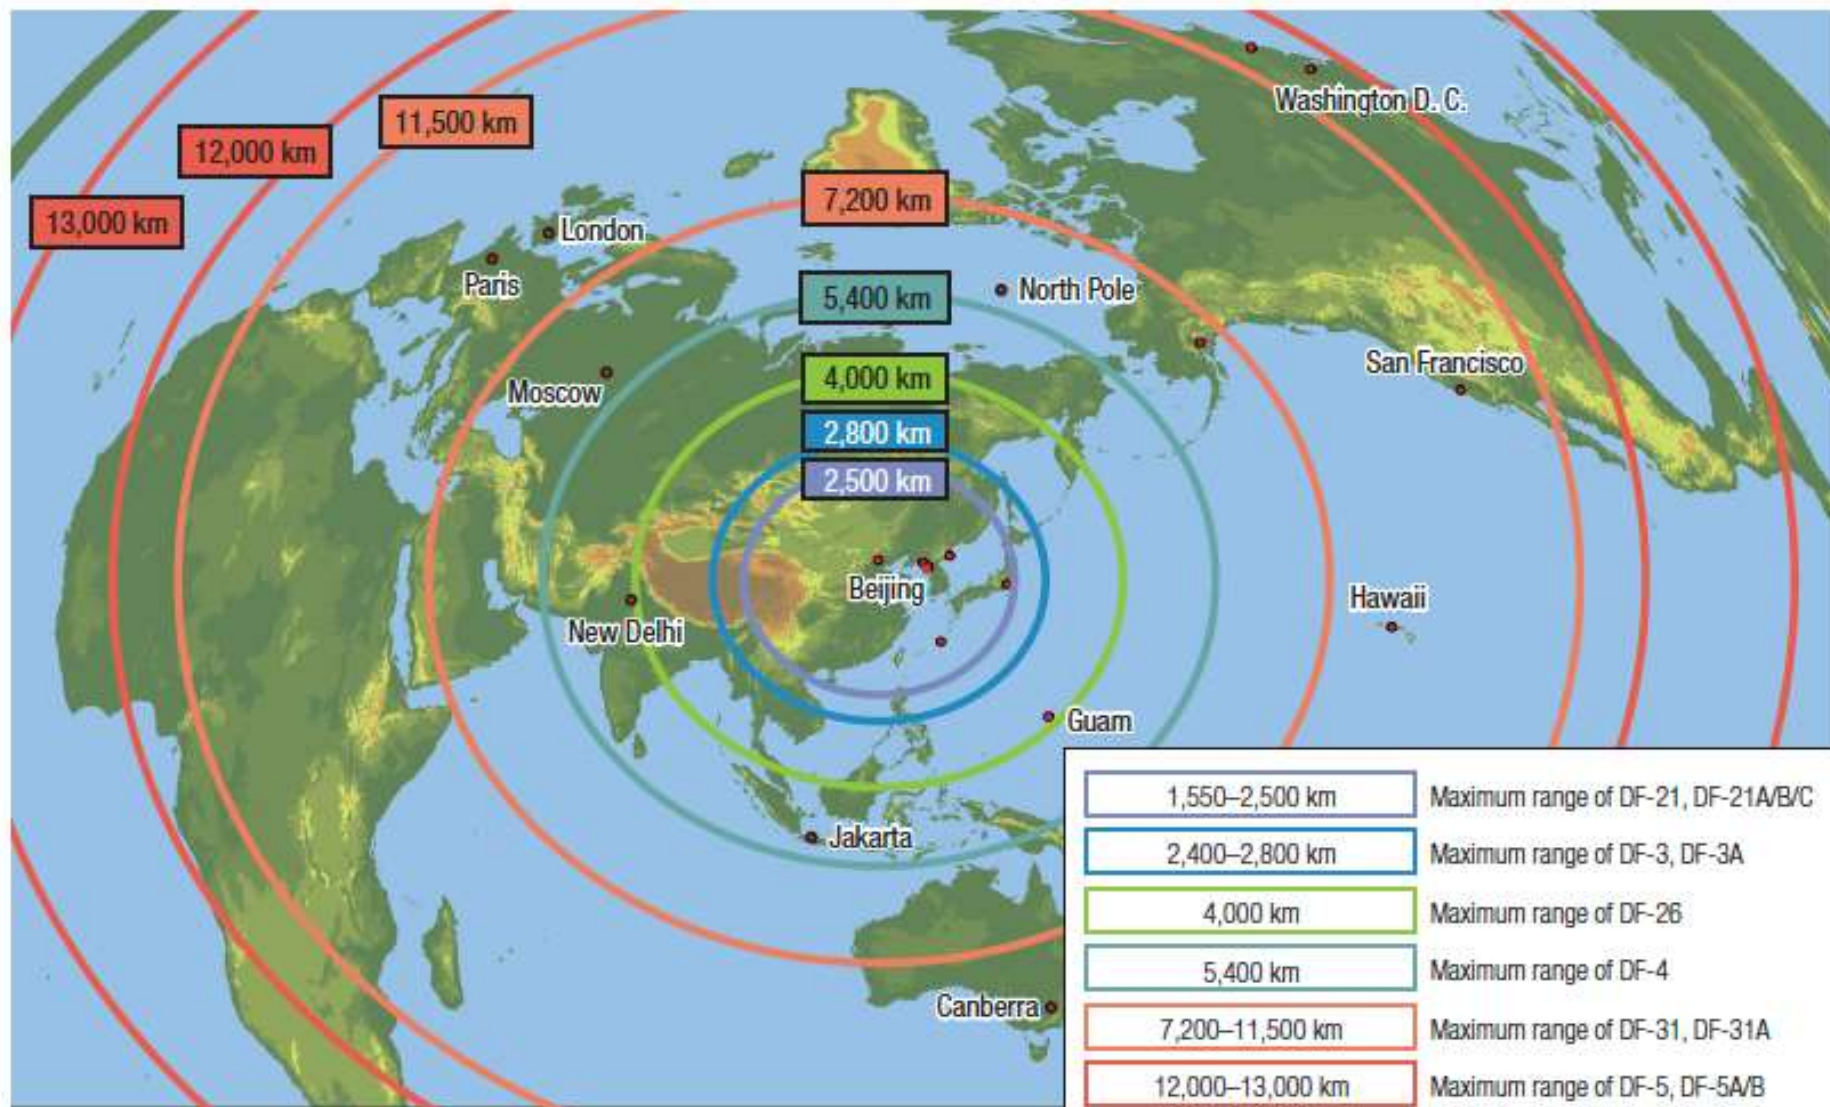 Washington D. C.
11,500 km
12,000 km
7,200 km
13,000 km
London
Paris
5,400 km
North Pole
San Francisco
Moscow
4,000 km
2,800 km
2,500 km
Beijing
Hawaii
New Delhi
Guam
Jakarta
Canberra
1,550–2,500 km Maximum range of DF-21, DF-21A/B/C
2,400–2,800 km Maximum range of DF-3, DF-3A
4,000 km Maximum range of DF-26
5,400 km Maximum range of DF-4
7,200–11,500 km Maximum range of DF-31, DF-31A
12,000–13,000 km Maximum range of DF-5, DF-5A/B